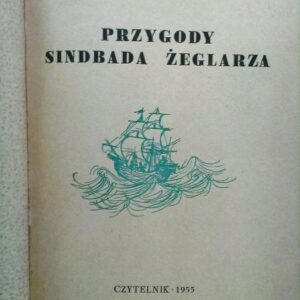 PRZYGODY
SINDBADA ŻEGLARZA
CZYTELNIK · 1955